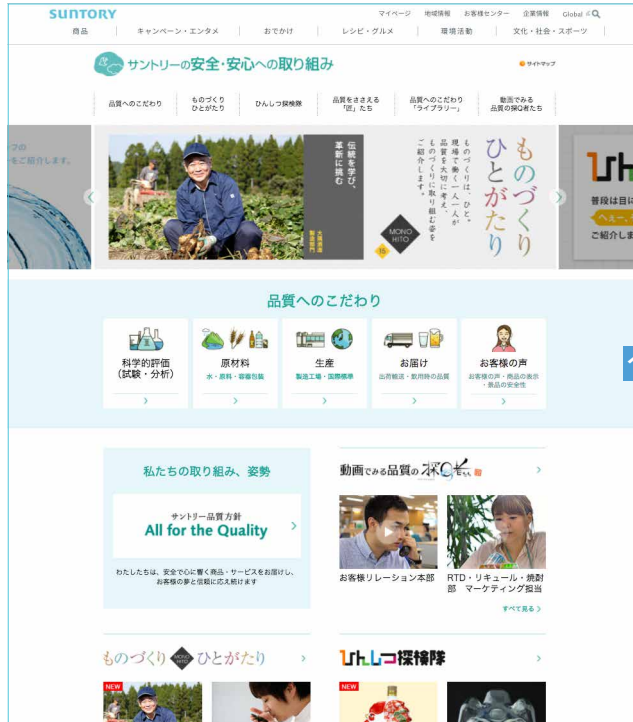 SUNTORY
マイページ 地域情報 お客様センター 企業情報 Global
商品 キャンペーン・エンタメ おでかけ レシピ・グルメ 環境活動 文化・社会・スポーツ
サントリーの安全・安心への取り組み
サイトマップ
品質へのこだわり
ものづくり
ひとがたり
ひんしつ探検隊
品質をささえる
「匠」たち
品質へのこだわり
「ライブラリー」
動画でみる
品質の探Q者たち
をご紹介します。
伝統を学び、
革新に挑む
ものづくりは、ひと。
現場で働く一人一人が
品質を大切に考え、
ものづくりに取り組む姿を
ご紹介します。
MONO
HITO
15
ものづくり
ひとがたり
普段は目に
へぇー、
ご紹介しま
品質へのこだわり
科学的評価
(試験・分析)
原材料
水・原料・容器包装
生産
製造工場・国際標準
お届け
出荷輸送・飲用時の品質
お客様の声
お客様の声・商品の表示
・景品の安全性
私たちの取り組み、姿勢
サントリー品質方針
All for the Quality
わたしたちは、安全で心に響く商品・サービスをお届けし、
お客様の夢と信頼に応え続けます
動画でみる品質の探Q
お客様リレーション本部
RTD・リキュール・焼酎
部 マーケティング担当
すべて見る
ものづくり MONO HITO ひとがたり
ひんしつ探検隊
NEW
NEW